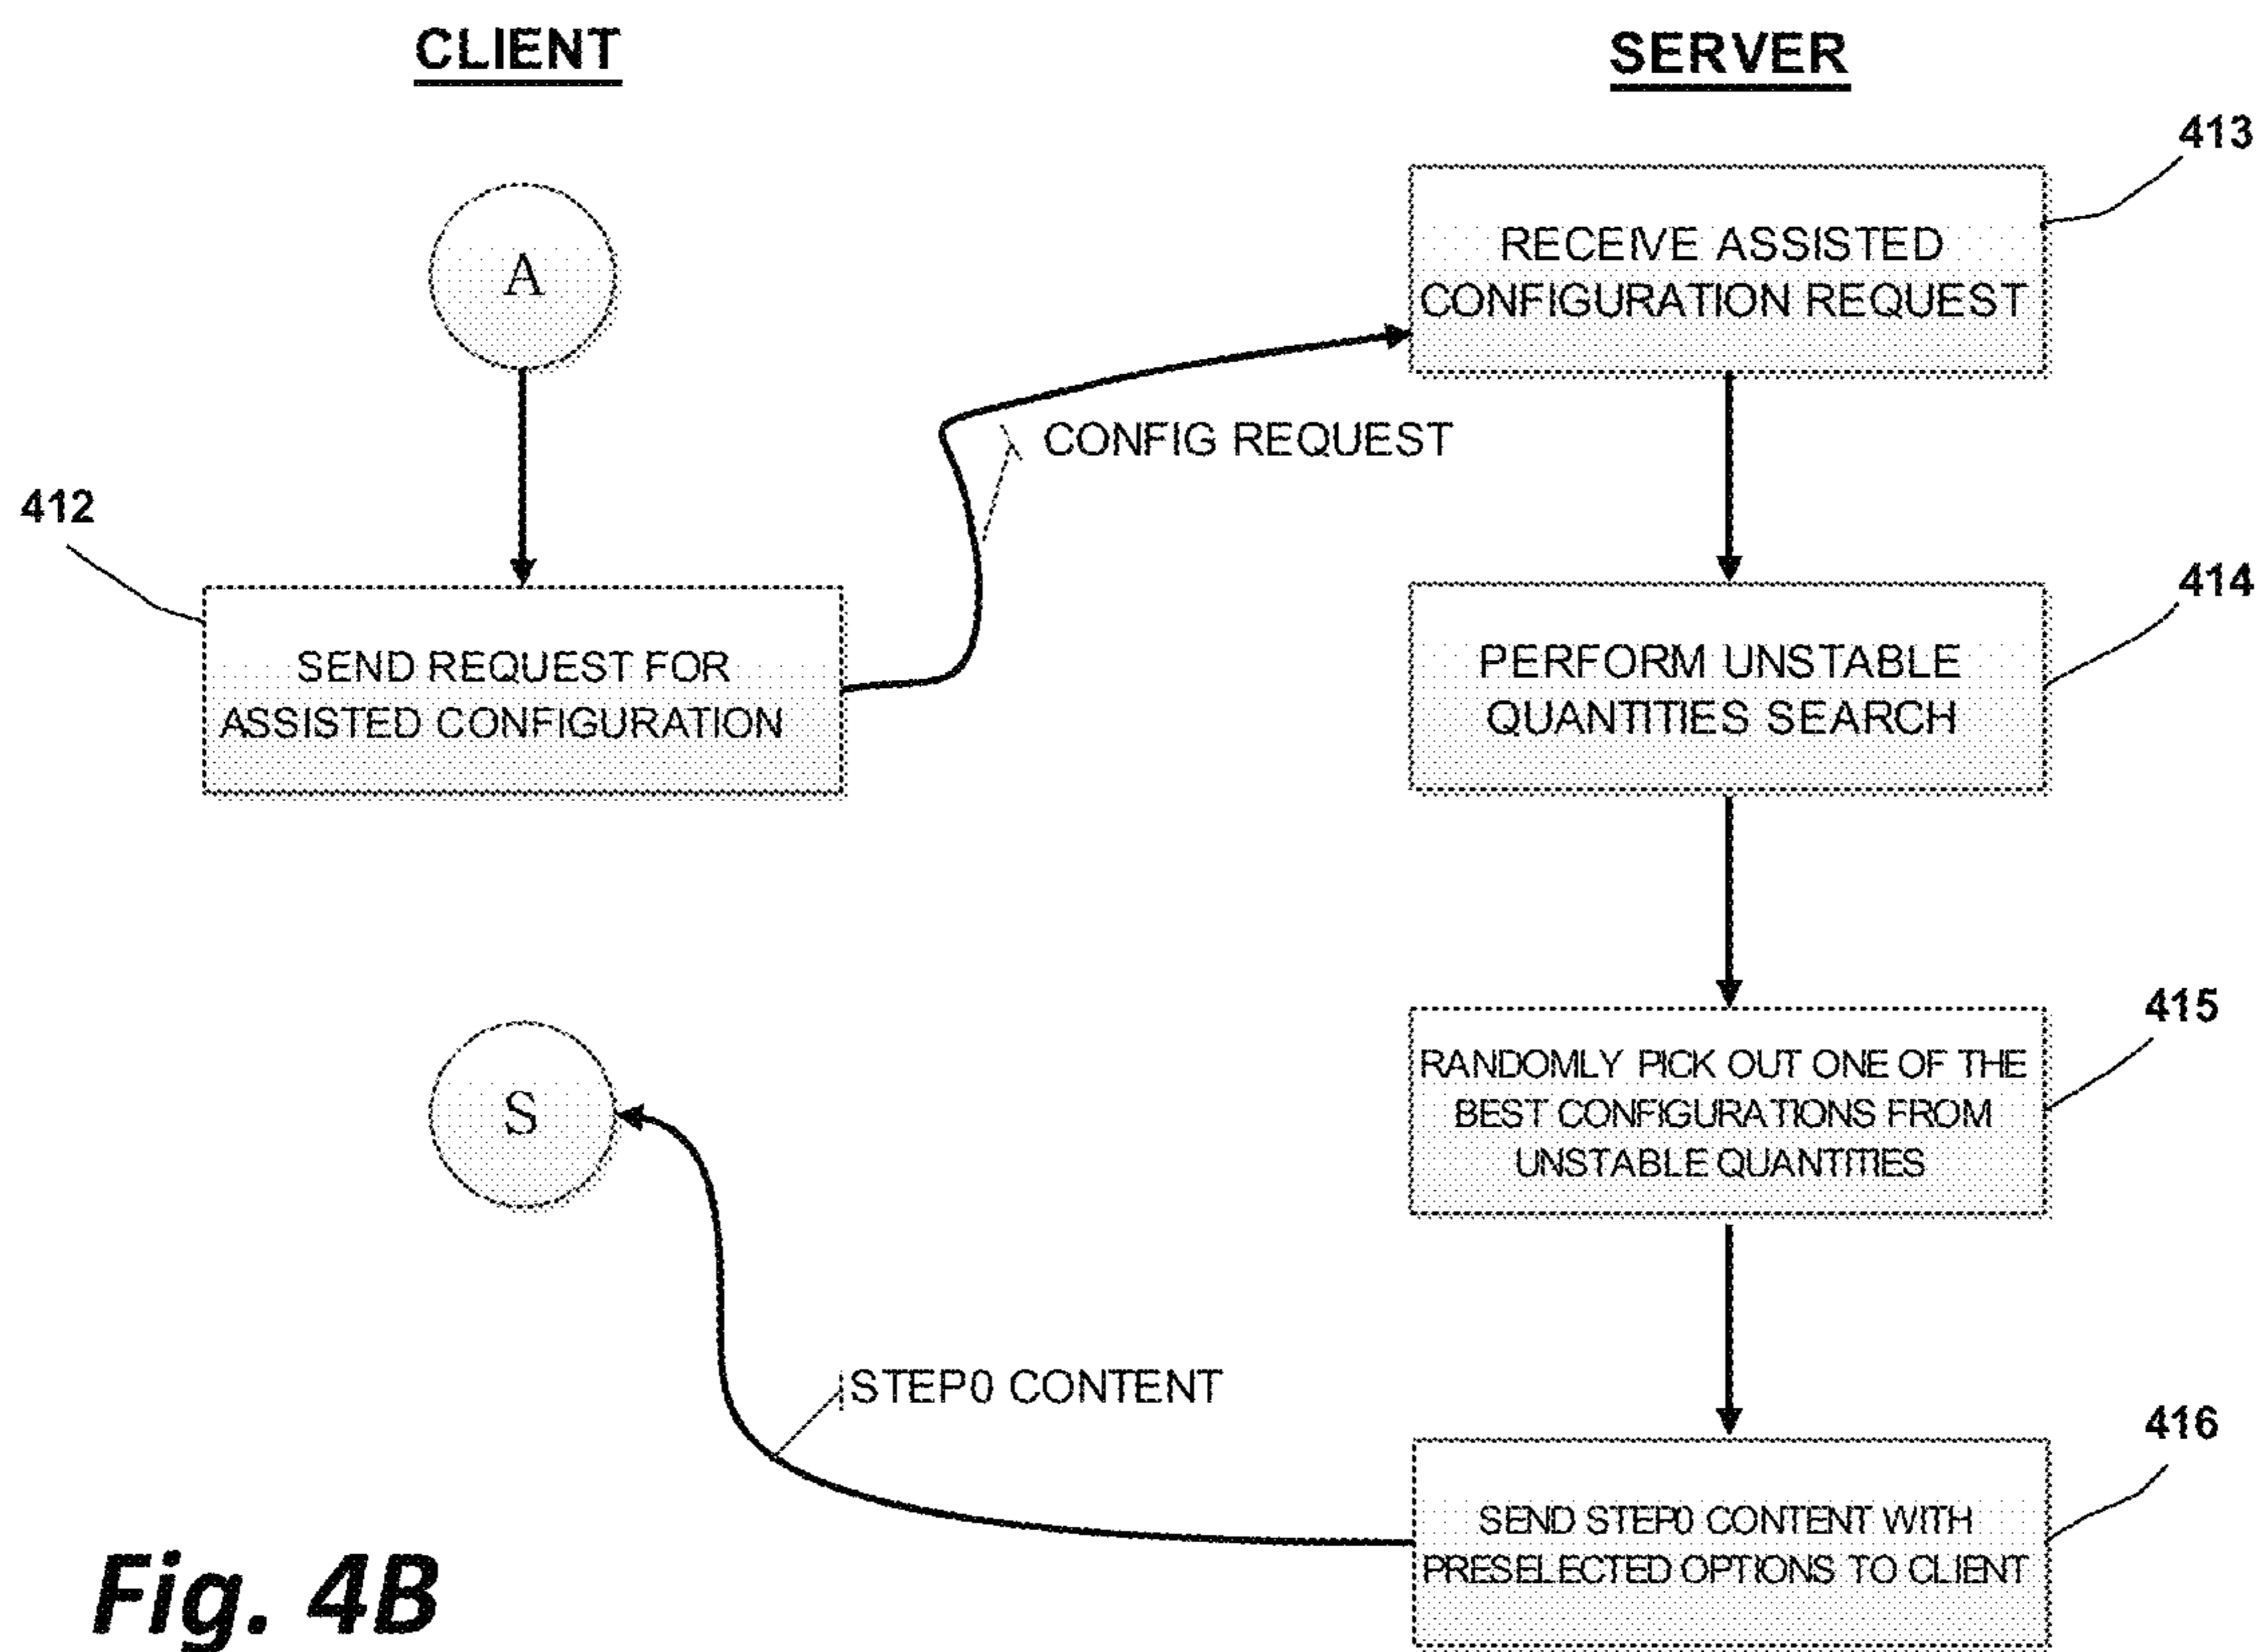 CLIENT
SERVER
413
A
RECEIVE ASSISTED
CONFIGURATION REQUEST
CONFIG REQUEST
412
414
SEND REQUEST FOR
ASSISTED CONFIGURATION
PERFORM UNSTABLE
QUANTITIES SEARCH
415
S
RANDOMLY PICK OUT ONE OF THE
BEST CONFIGURATIONS FROM
UNSTABLE QUANTITIES
STEP0 CONTENT
416
SEND STEP0 CONTENT WITH
PRESELECTED OPTIONS TO CLIENT
Fig. 4B